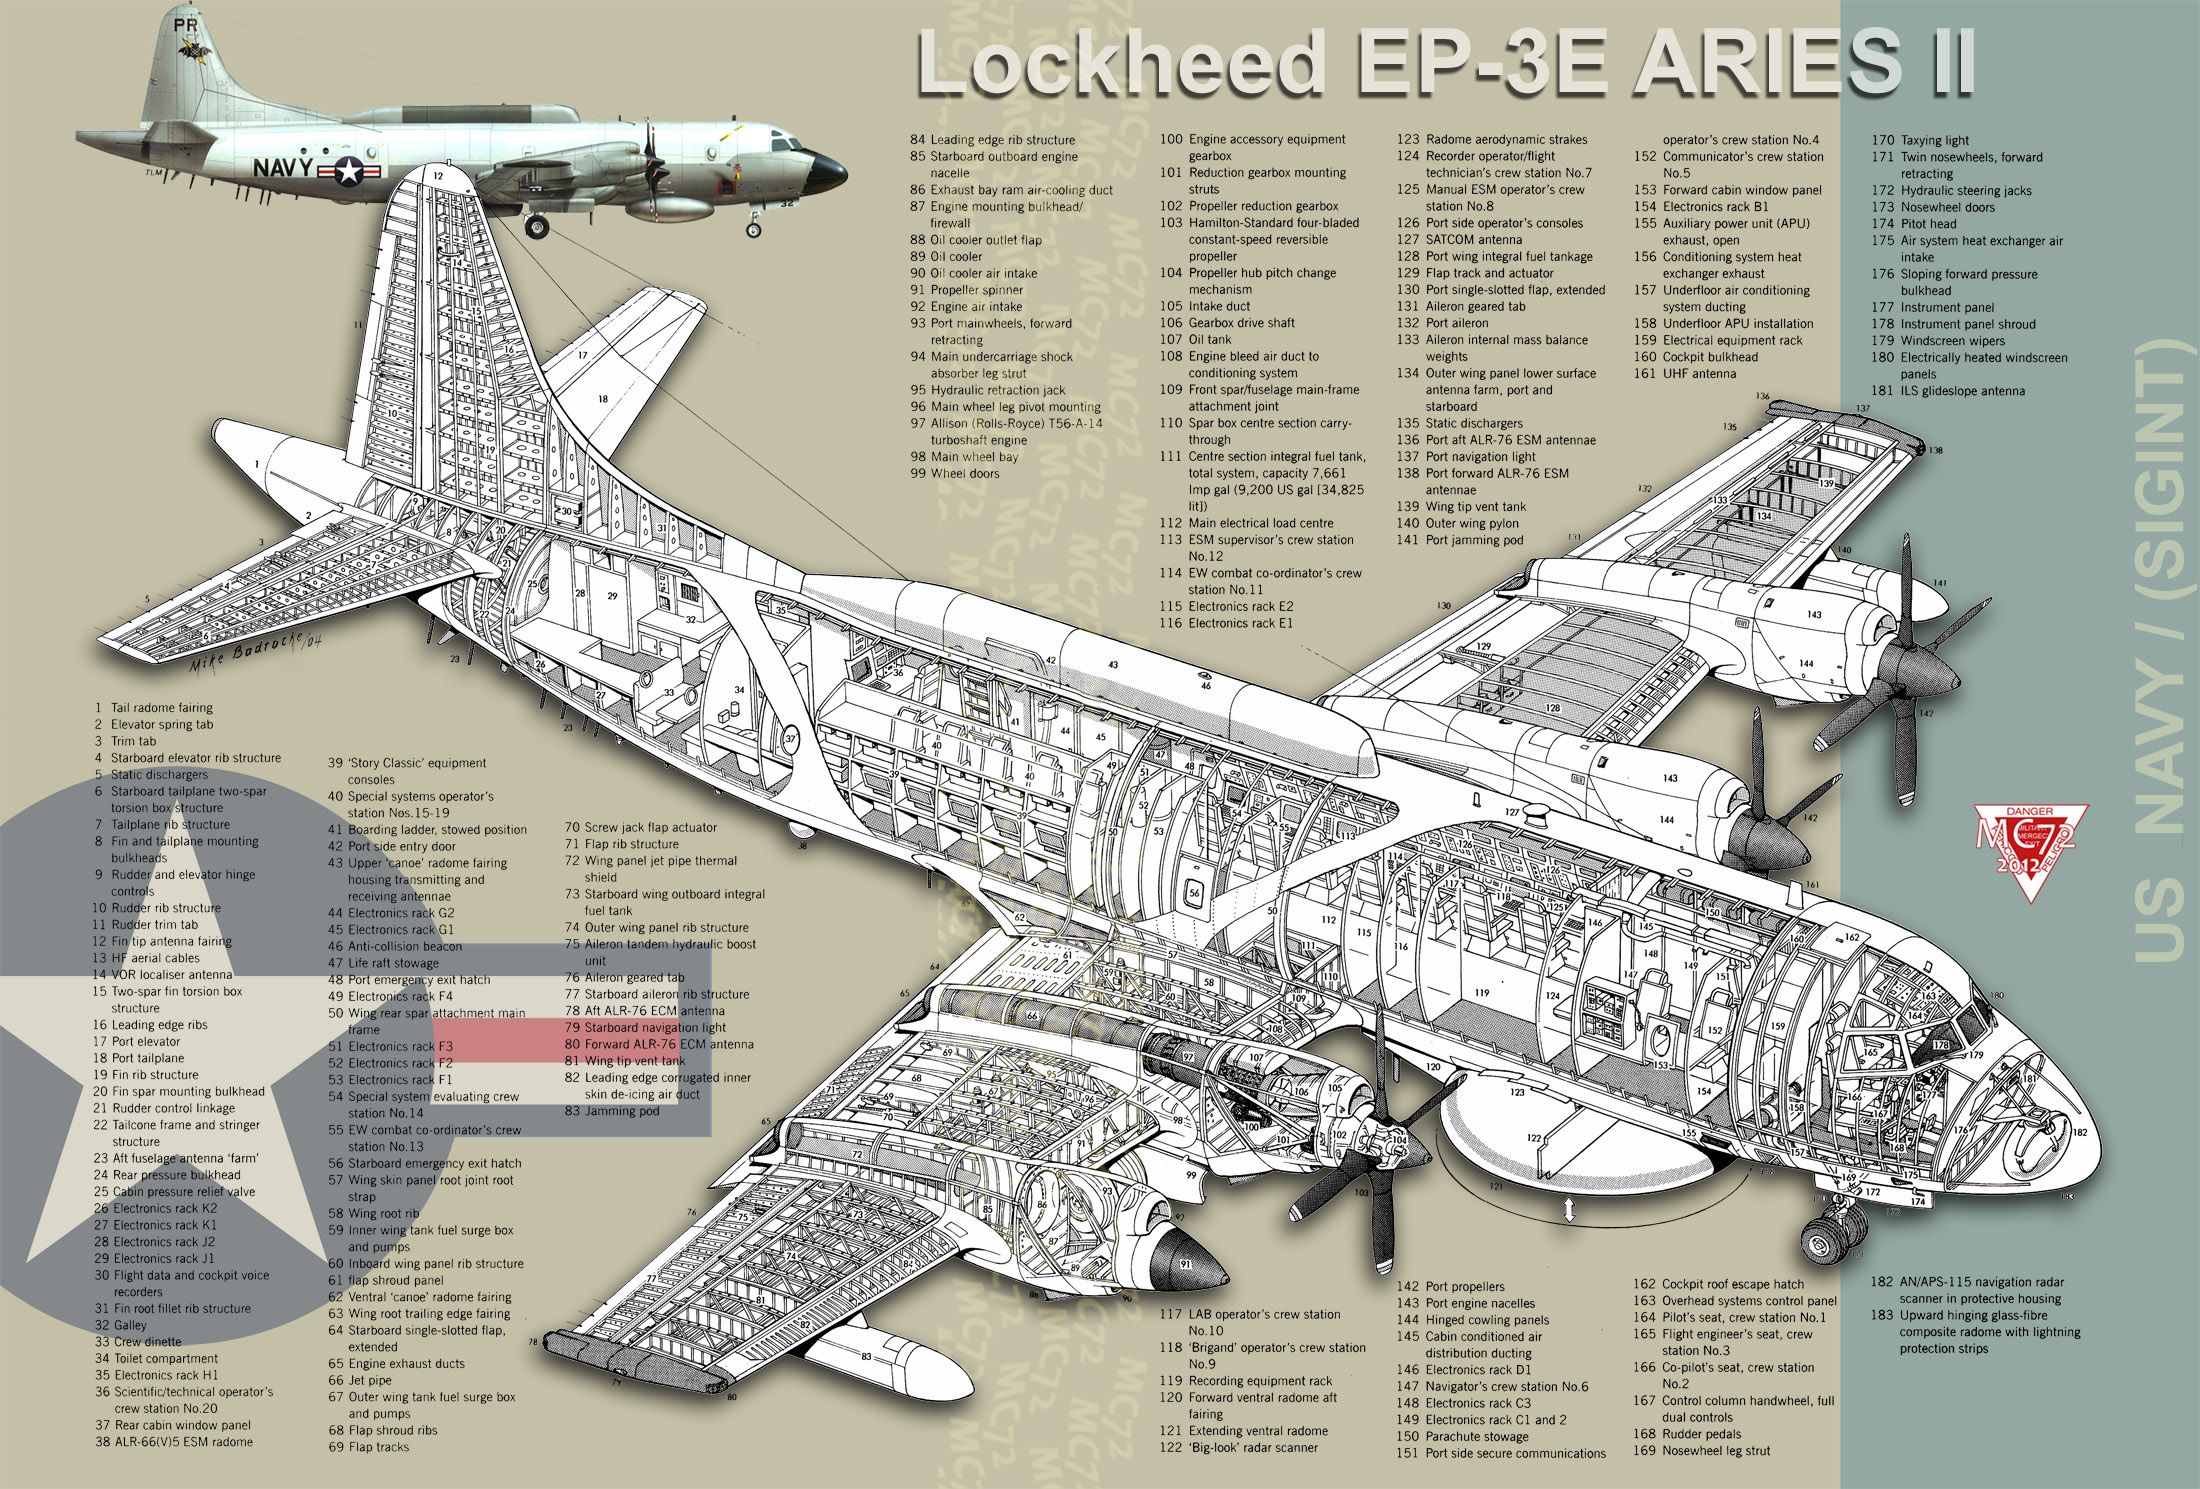 Lockheed EP-3E ARIES II
PR
NAVY
TLM
32
84 Leading edge rib structure
85 Starboard outboard engine
nacelle
86 Exhaust bay ram air-cooling duct
87 Engine mounting bulkhead/
firewall
88 Oil cooler outlet flap
89 Oil cooler
90 Oil cooler air intake
91 Propeller spinner
92 Engine air intake
93 Port mainwheels, forward
retracting
94 Main undercarriage shock
absorber leg strut
95 Hydraulic retraction jack
96 Main wheel leg pivot mounting
97 Allison (Rolls-Royce) T56-A-14
turboshaft engine
98 Main wheel bay
99 Wheel doors
100 Engine accessory equipment
gearbox
101 Reduction gearbox mounting
struts
102 Propeller reduction gearbox
103 Hamilton-Standard four-bladed
constant-speed reversible
propeller
104 Propeller hub pitch change
mechanism
105 Intake duct
106 Gearbox drive shaft
107 Oil tank
108 Engine bleed air duct to
conditioning system
109 Front spar/fuselage main-frame
attachment joint
110 Spar box centre section carry-
through
111 Centre section integral fuel tank,
total system, capacity 7,661
Imp gal (9,200 US gal [34,825
lit])
112 Main electrical load centre
113 ESM supervisor's crew station
No.12
114 EW combat co-ordinator's crew
station No.11
115 Electronics rack E2
116 Electronics rack E1
123 Radome aerodynamic strakes
124 Recorder operator/flight
technician's crew station No.7
125 Manual ESM operator's crew
station No.8
126 Port side operator's consoles
127 SATCOM antenna
128 Port wing integral fuel tankage
129 Flap track and actuator
130 Port single-slotted flap, extended
131 Aileron geared tab
132 Port aileron
133 Aileron internal mass balance
weights
134 Outer wing panel lower surface
antenna farm, port and
starboard
135 Static dischargers
136 Port aft ALR-76 ESM antennae
137 Port navigation light
138 Port forward ALR-76 ESM
antennae
139 Wing tip vent tank
140 Outer wing pylon
141 Port jamming pod
operator's crew station No.4
152 Communicator's crew station
No.5
153 Forward cabin window panel
154 Electronics rack B1
155 Auxiliary power unit (APU)
exhaust, open
156 Conditioning system heat
exchanger exhaust
157 Underfloor air conditioning
system ducting
158 Underfloor APU installation
159 Electrical equipment rack
160 Cockpit bulkhead
161 UHF antenna
170 Taxying light
171 Twin nosewheels, forward
retracting
172 Hydraulic steering jacks
173 Nosewheel doors
174 Pitot head
175 Air system heat exchanger air
intake
176 Sloping forward pressure
bulkhead
177 Instrument panel
178 Instrument panel shroud
179 Windscreen wipers
180 Electrically heated windscreen
panels
181 ILS glideslope antenna
US NAVY / (SIGINT)
DANGER
MC72
2012
Mike Badrocke/04
1 Tail radome fairing
2 Elevator spring tab
3 Trim tab
4 Starboard elevator rib structure
5 Static dischargers
6 Starboard tailplane two-spar
torsion box structure
7 Tailplane rib structure
8 Fin and tailplane mounting
bulkheads
9 Rudder and elevator hinge
controls
10 Rudder rib structure
11 Rudder trim tab
12 Fin tip antenna fairing
13 HF aerial cables
14 VOR localiser antenna
15 Two-spar fin torsion box
structure
16 Leading edge ribs
17 Port elevator
18 Port tailplane
19 Fin rib structure
20 Fin spar mounting bulkhead
21 Rudder control linkage
22 Tailcone frame and stringer
structure
23 Aft fuselage antenna 'farm'
24 Rear pressure bulkhead
25 Cabin pressure relief valve
26 Electronics rack K2
27 Electronics rack K1
28 Electronics rack J2
29 Electronics rack J1
30 Flight data and cockpit voice
recorders
31 Fin root fillet rib structure
32 Galley
33 Crew dinette
34 Toilet compartment
35 Electronics rack H1
36 Scientific/technical operator's
crew station No.20
37 Rear cabin window panel
38 ALR-66(V)5 ESM radome
39 'Story Classic' equipment
consoles
40 Special systems operator's
station Nos.15-19
41 Boarding ladder, stowed position
42 Port side entry door
43 Upper 'canoe' radome fairing
housing transmitting and
receiving antennae
44 Electronics rack G2
45 Electronics rack G1
46 Anti-collision beacon
47 Life raft stowage
48 Port emergency exit hatch
49 Electronics rack F4
50 Wing rear spar attachment main
frame
51 Electronics rack F3
52 Electronics rack F2
53 Electronics rack F1
54 Special system evaluating crew
station No.14
55 EW combat co-ordinator's crew
station No.13
56 Starboard emergency exit hatch
57 Wing skin panel root joint root
strap
58 Wing root rib
59 Inner wing tank fuel surge box
and pumps
60 Inboard wing panel rib structure
61 flap shroud panel
62 Ventral 'canoe' radome fairing
63 Wing root trailing edge fairing
64 Starboard single-slotted flap,
extended
65 Engine exhaust ducts
66 Jet pipe
67 Outer wing tank fuel surge box
and pumps
68 Flap shroud ribs
69 Flap tracks
70 Screw jack flap actuator
71 Flap rib structure
72 Wing panel jet pipe thermal
shield
73 Starboard wing outboard integral
fuel tank
74 Outer wing panel rib structure
75 Aileron tandem hydraulic boost
unit
76 Aileron geared tab
77 Starboard aileron rib structure
78 Aft ALR-76 ECM antenna
79 Starboard navigation light
80 Forward ALR-76 ECM antenna
81 Wing tip vent tank
82 Leading edge corrugated inner
skin de-icing air duct
83 Jamming pod
117 LAB operator's crew station
No.10
118 'Brigand' operator's crew station
No.9
119 Recording equipment rack
120 Forward ventral radome aft
fairing
121 Extending ventral radome
122 'Big-look' radar scanner
142 Port propellers
143 Port engine nacelles
144 Hinged cowling panels
145 Cabin conditioned air
distribution ducting
146 Electronics rack D1
147 Navigator's crew station No.6
148 Electronics rack C3
149 Electronics rack C1 and 2
150 Parachute stowage
151 Port side secure communications
162 Cockpit roof escape hatch
163 Overhead systems control panel
164 Pilot's seat, crew station No.1
165 Flight engineer's seat, crew
station No.3
166 Co-pilot's seat, crew station
No.2
167 Control column handwheel, full
dual controls
168 Rudder pedals
169 Nosewheel leg strut
182 AN/APS-115 navigation radar
scanner in protective housing
183 Upward hinging glass-fibre
composite radome with lightning
protection strips